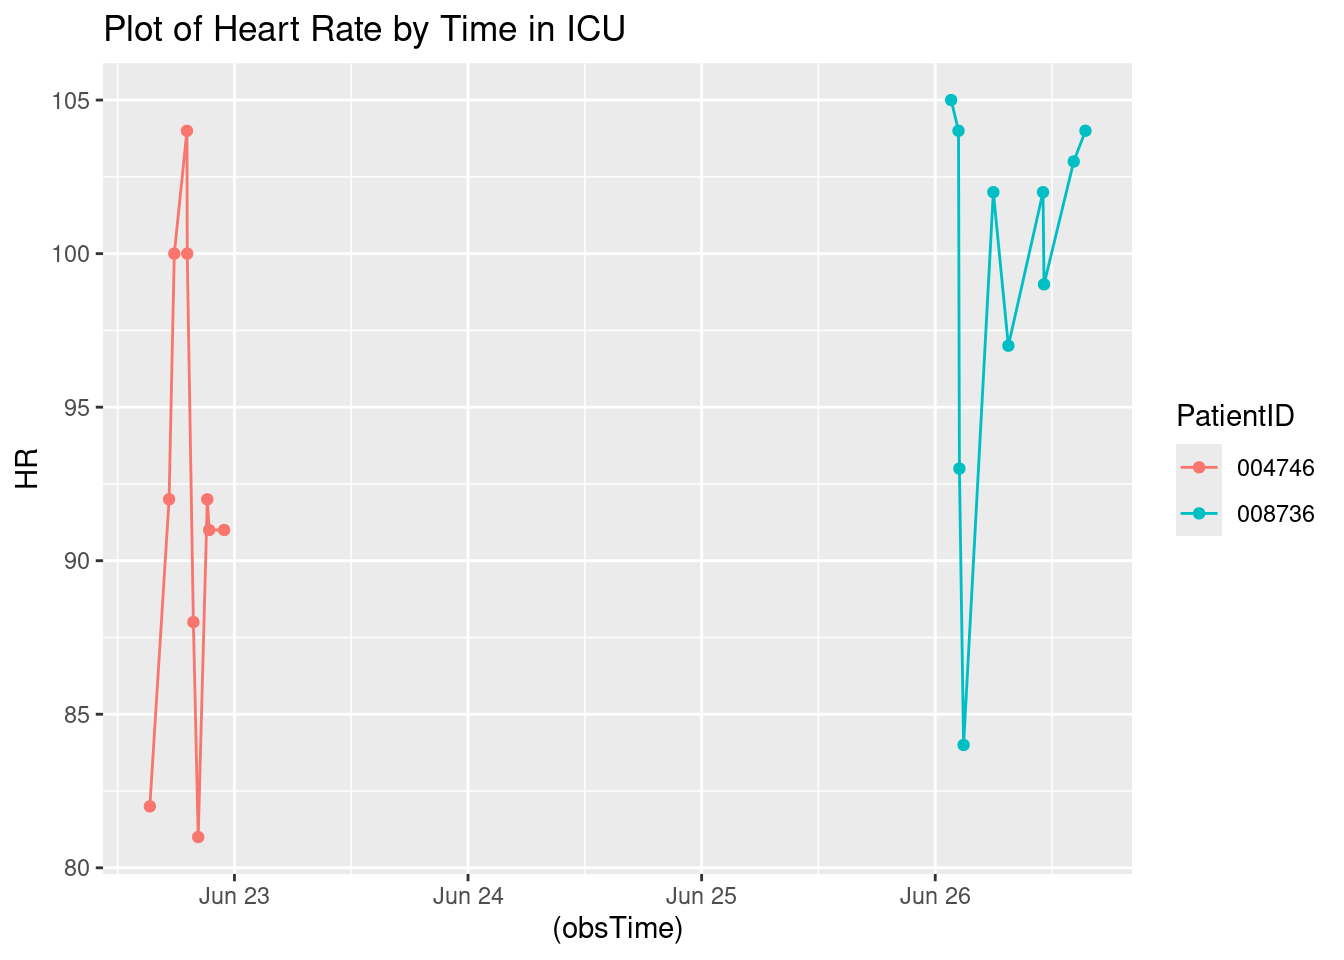 Plot of Heart Rate by Time in ICU
105
100
95
90
85
80
HR
Jun 23
Jun 24
Jun 25
Jun 26
(obsTime)
PatientID
004746
008736